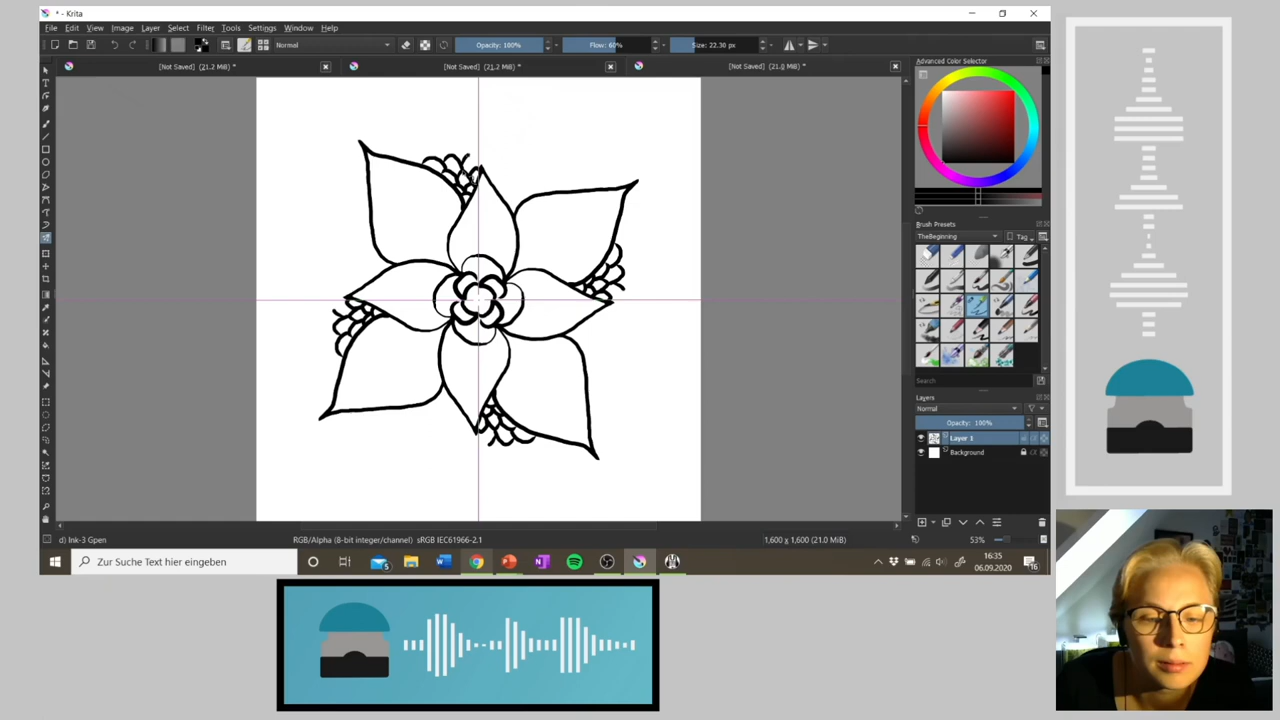 * - Krita
File Edit View Image Layer Select Filter Tools Settings Window Help
Normal Opacity: 100% Flow: 60% Size: 22.30 px
[Not Saved] (21.2 MiB) * [Not Saved] (21.2 MiB) * [Not Saved] (21.0 MiB) *
Advanced Color Selector
Brush Presets
TheBeginning Tag
Search
Layers
Normal
Opacity: 100%
Layer 1
Background
d) Ink-3 Gpen RGB/Alpha (8-bit integer/channel) sRGB IEC61966-2.1 1,600 x 1,600 (21.0 MiB) 53%
Zur Suche Text hier eingeben 5 16:35
06.09.2020 16